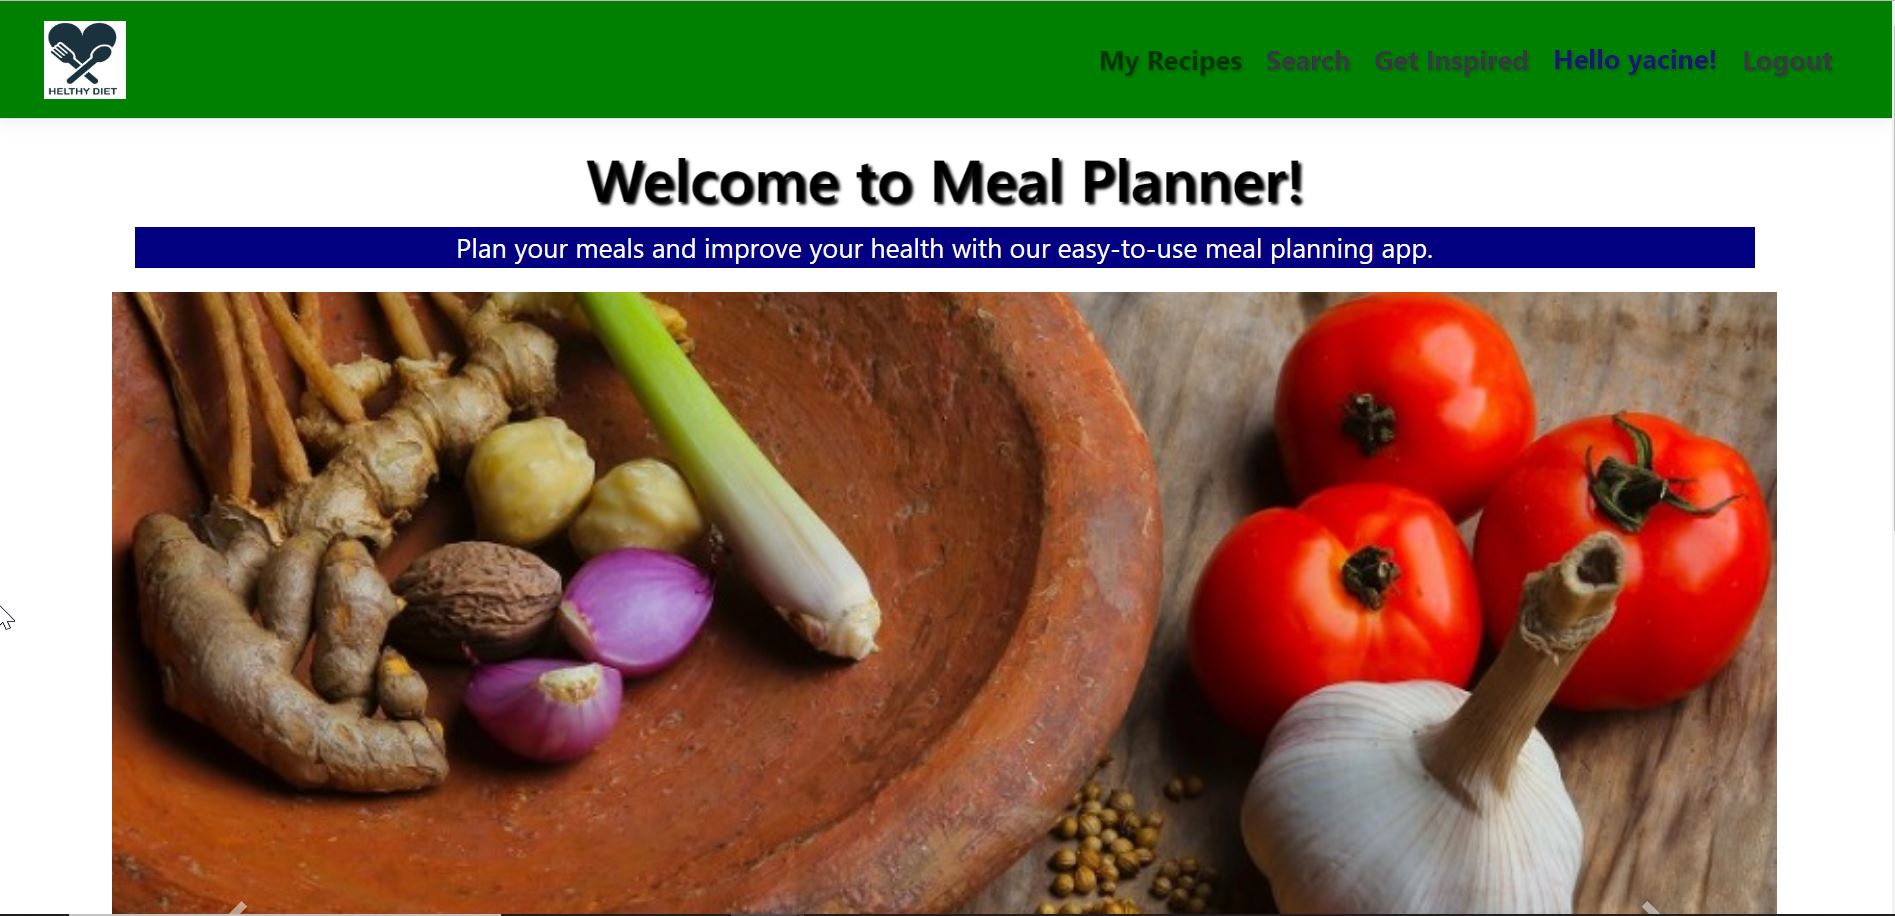 HELTHY DIET
My Recipes Search Get Inspired Hello yacine! Logout
Welcome to Meal Planner!
Plan your meals and improve your health with our easy-to-use meal planning app.